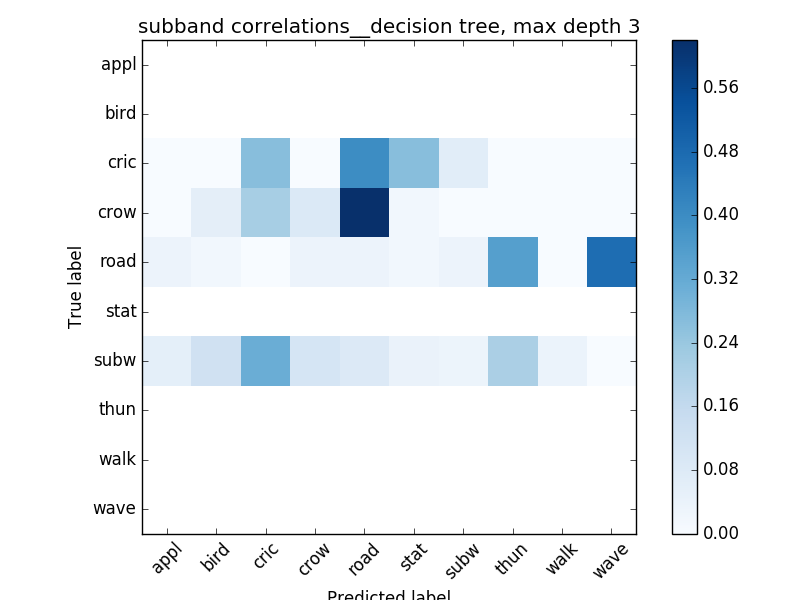 subband correlations__decision tree, max depth 3
appl
bird
cric
crow
road
stat
subw
thun
walk
wave
True label
appl bird cric crow road stat subw thun walk wave
Predicted label
0.56
0.48
0.40
0.32
0.24
0.16
0.08
0.00